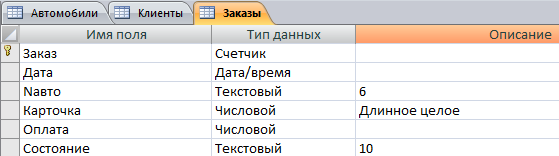 Автомобили Клиенты Заказы
Имя поля Тип данных Описание
Заказ Счетчик
Дата Дата/время
Nавто Текстовый 6
Карточка Числовой Длинное целое
Оплата Числовой
Состояние Текстовый 10